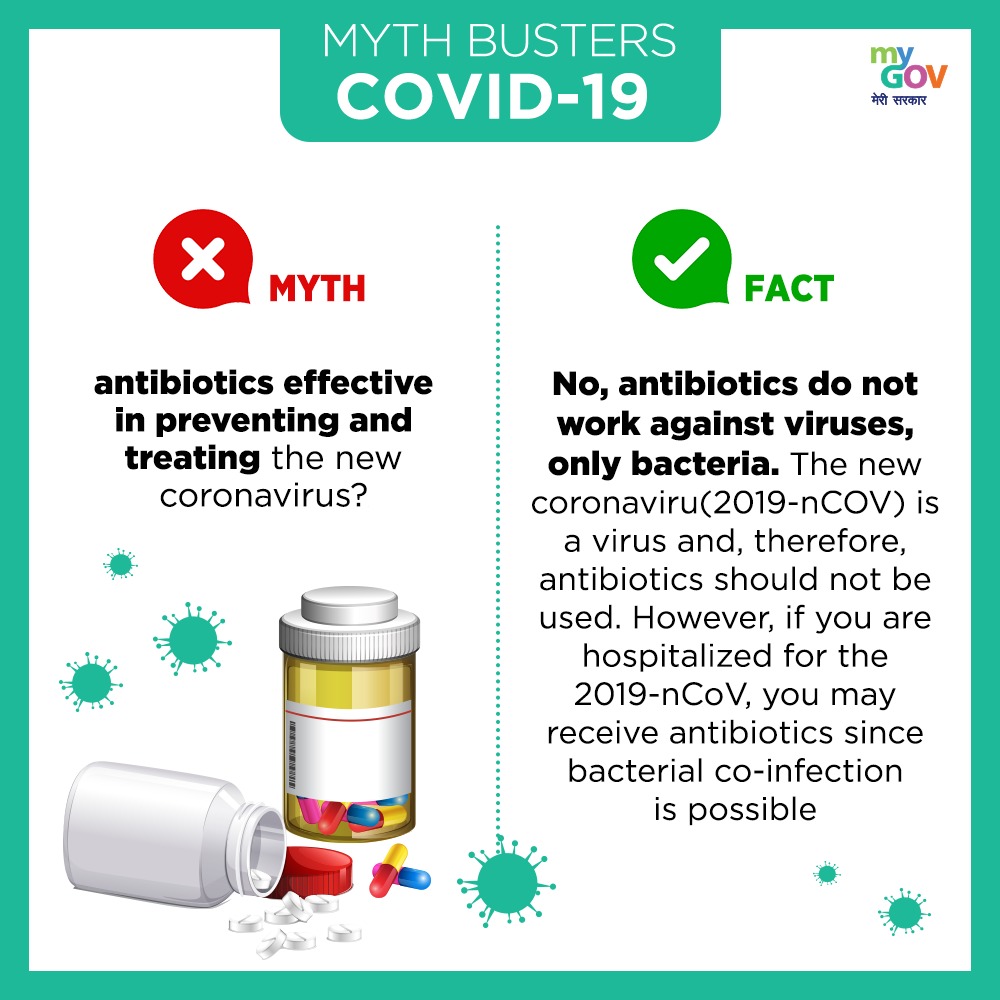 MYTH BUSTERS
COVID-19
my
GOV
मेरी सरकार
MYTH
antibiotics effective
in preventing and
treating the new
coronavirus?
FACT
No, antibiotics do not
work against viruses,
only bacteria. The new
coronaviru(2019-nCOV) is
a virus and, therefore,
antibiotics should not be
used. However, if you are
hospitalized for the
2019-nCoV, you may
receive antibiotics since
bacterial co-infection
is possible